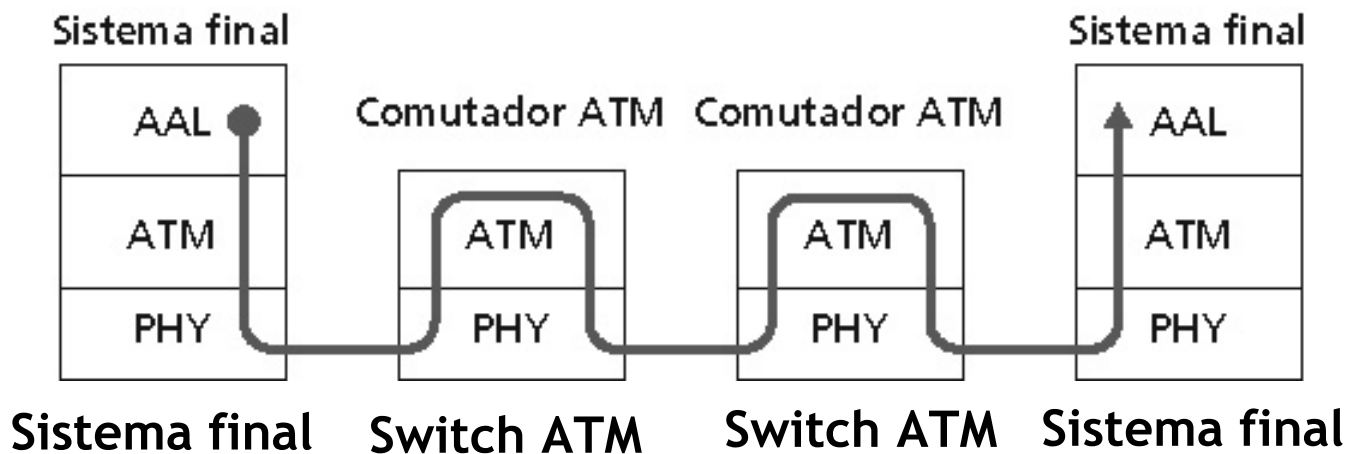 Sistema final
Sistema final
Comutador ATM
Comutador ATM
AAL
AAL
ATM
ATM
ATM
ATM
PHY
PHY
PHY
PHY
Sistema final
Switch ATM
Switch ATM
Sistema final